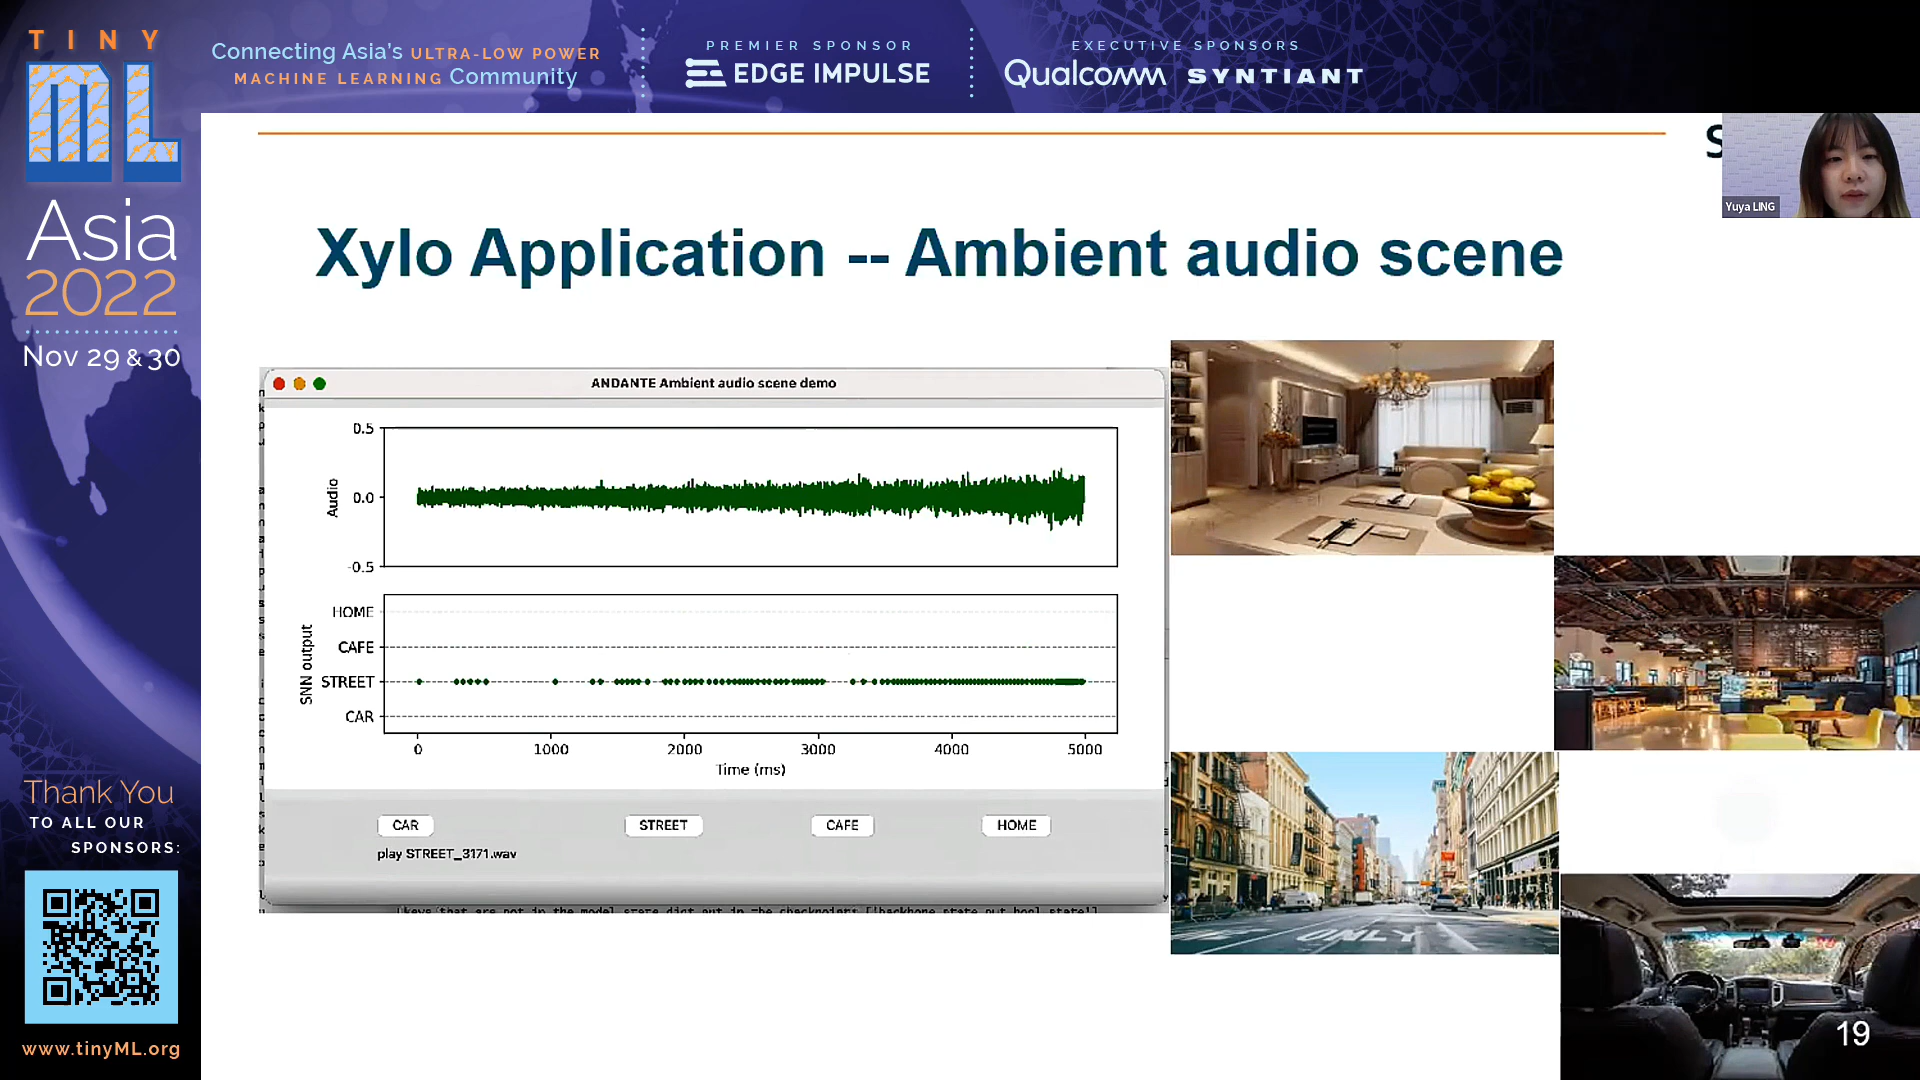 TINY
ML
Asia
2022
Nov 29 & 30
Connecting Asia's ULTRA-LOW POWER
MACHINE LEARNING Community
PREMIER SPONSOR
EDGE IMPULSE
EXECUTIVE SPONSORS
Qualcomm SYNTIANT
S
Yuya LING
Xylo Application -- Ambient audio scene
ANDANTE Ambient audio scene demo
0.5
0.0
-0.5
Audio
HOME
CAFE
STREET
CAR
SNN output
0 1000 2000 3000 4000 5000
Time (ms)
CAR STREET CAFE HOME
play STREET_3171.wav
ONLY
19
Thank You
TO ALL OUR
SPONSORS:
www.tinyML.org